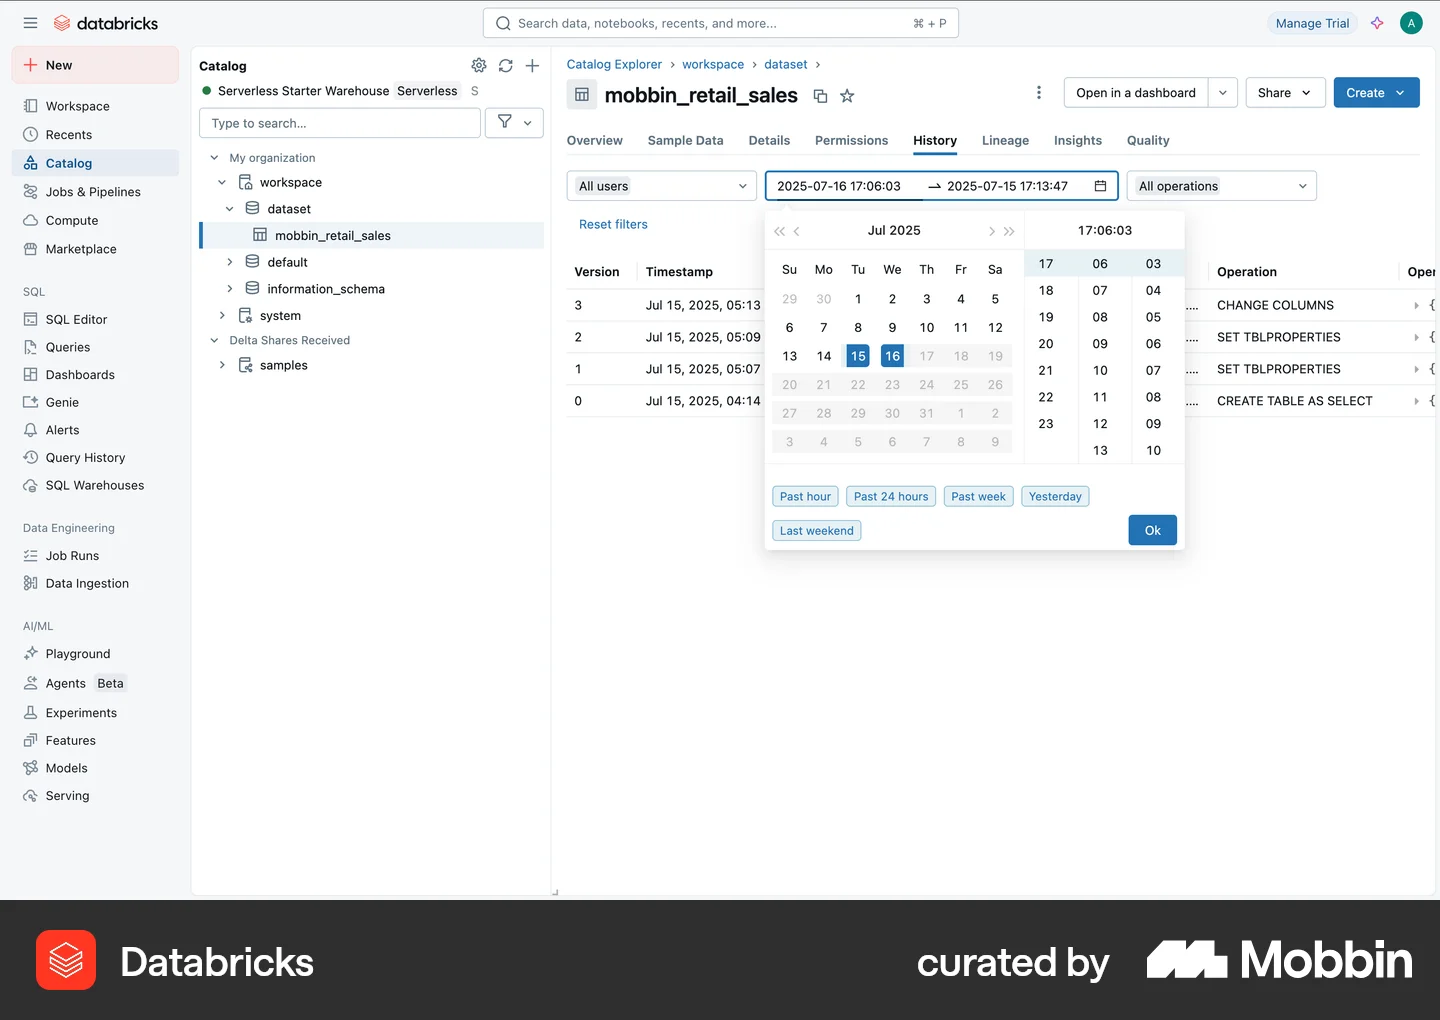 databricks
Search data, notebooks, recents, and more...
⌘ + P
Manage Trial
A
New
Workspace
Recents
Catalog
Jobs & Pipelines
Compute
Marketplace
SQL
SQL Editor
Queries
Dashboards
Genie
Alerts
Query History
SQL Warehouses
Data Engineering
Job Runs
Data Ingestion
AI/ML
Playground
Agents Beta
Experiments
Features
Models
Serving
Catalog
Serverless Starter Warehouse Serverless S
Type to search...
My organization
workspace
dataset
mobbin_retail_sales
default
information_schema
system
Delta Shares Received
samples
Catalog Explorer > workspace > dataset >
mobbin_retail_sales
Open in a dashboard
Share
Create
Overview Sample Data Details Permissions History Lineage Insights Quality
All users
2025-07-16 17:06:03 → 2025-07-15 17:13:47
All operations
Reset filters
Version Timestamp Operation Oper
3 Jul 15, 2025, 05:13 .... CHANGE COLUMNS {
2 Jul 15, 2025, 05:09 .... SET TBLPROPERTIES {
1 Jul 15, 2025, 05:07 .... SET TBLPROPERTIES {
0 Jul 15, 2025, 04:14 .... CREATE TABLE AS SELECT {
Jul 2025
Su Mo Tu We Th Fr Sa
29 30 1 2 3 4 5
6 7 8 9 10 11 12
13 14 15 16 17 18 19
20 21 22 23 24 25 26
27 28 29 30 31 1 2
3 4 5 6 7 8 9
17:06:03
17 06 03
18 07 04
19 08 05
20 09 06
21 10 07
22 11 08
23 12 09
13 10
Past hour Past 24 hours Past week Yesterday
Last weekend
Ok
Databricks
curated by Mobbin